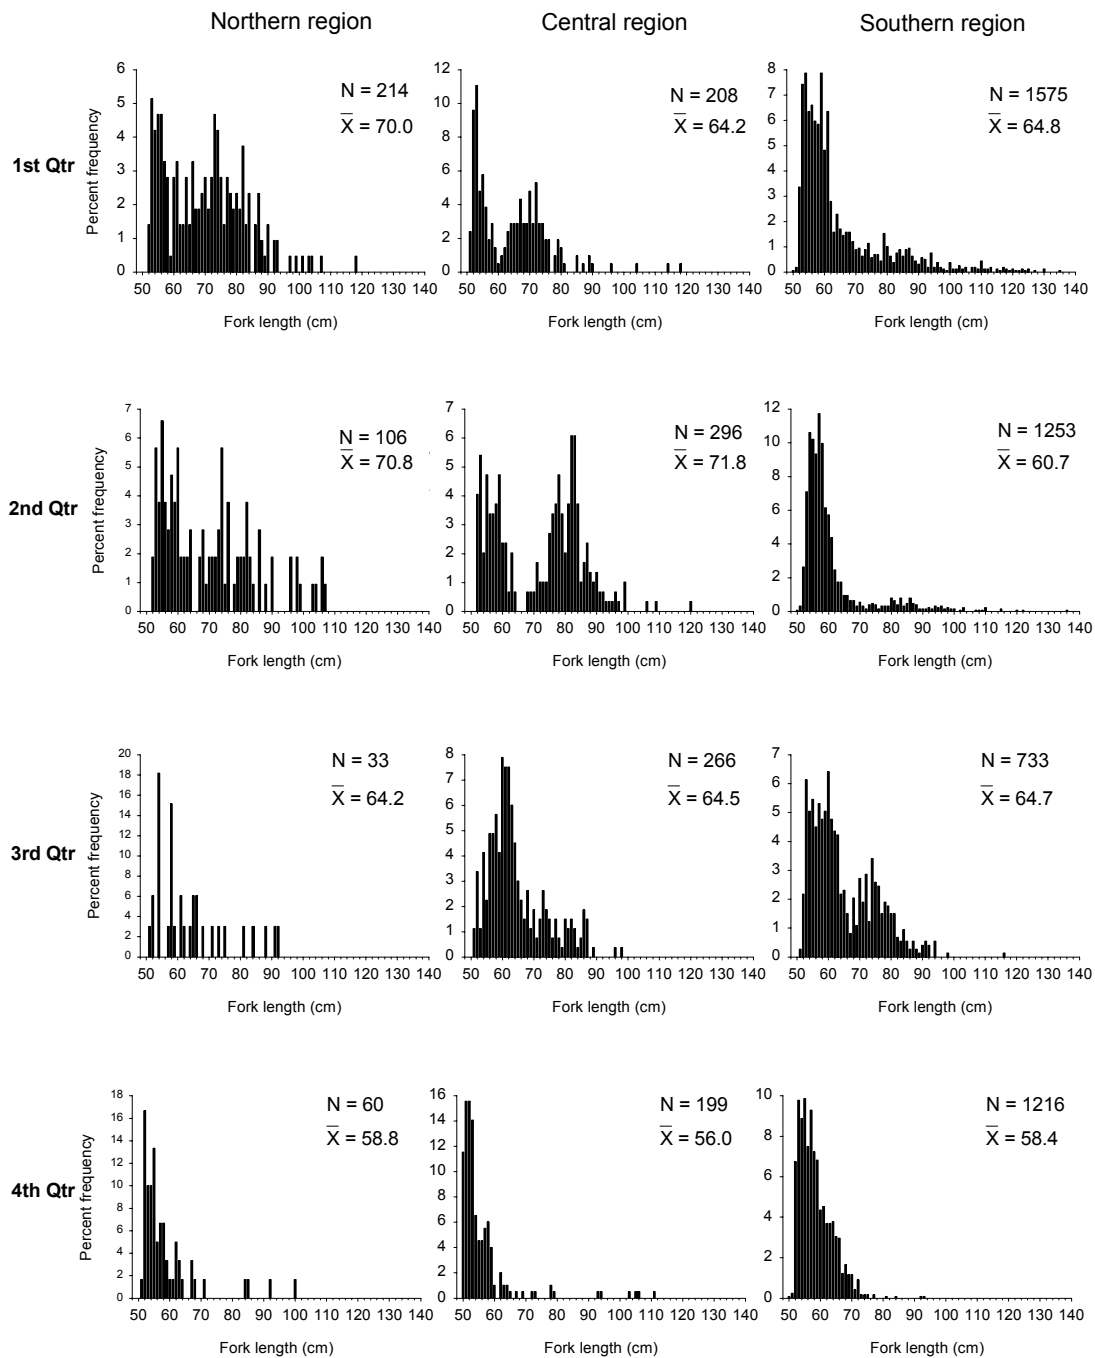 Northern region Central region Southern region
1st Qtr
Percent frequency
6
5
4
3
2
1
0
N = 214
X̅ = 70.0
50 60 70 80 90 100 110 120 130 140
Fork length (cm)
12
10
8
6
4
2
0
N = 208
X̅ = 64.2
50 60 70 80 90 100 110 120 130 140
Fork length (cm)
8
7
6
5
4
3
2
1
0
N = 1575
X̅ = 64.8
50 60 70 80 90 100 110 120 130 140
Fork length (cm)
2nd Qtr
Percent frequency
7
6
5
4
3
2
1
0
N = 106
X̅ = 70.8
50 60 70 80 90 100 110 120 130 140
Fork length (cm)
7
6
5
4
3
2
1
0
N = 296
X̅ = 71.8
50 60 70 80 90 100 110 120 130 140
Fork length (cm)
12
10
8
6
4
2
0
N = 1253
X̅ = 60.7
50 60 70 80 90 100 110 120 130 140
Fork length (cm)
3rd Qtr
Percent frequency
20
18
16
14
12
10
8
6
4
2
0
N = 33
X̅ = 64.2
50 60 70 80 90 100 110 120 130 140
Fork length (cm)
8
7
6
5
4
3
2
1
0
N = 266
X̅ = 64.5
50 60 70 80 90 100 110 120 130 140
Fork length (cm)
7
6
5
4
3
2
1
0
N = 733
X̅ = 64.7
50 60 70 80 90 100 110 120 130 140
Fork length (cm)
4th Qtr
Percent frequency
18
16
14
12
10
8
6
4
2
0
N = 60
X̅ = 58.8
50 60 70 80 90 100 110 120 130 140
Fork length (cm)
16
14
12
10
8
6
4
2
0
N = 199
X̅ = 56.0
50 60 70 80 90 100 110 120 130 140
Fork length (cm)
10
8
6
4
2
0
N = 1216
X̅ = 58.4
50 60 70 80 90 100 110 120 130 140
Fork length (cm)